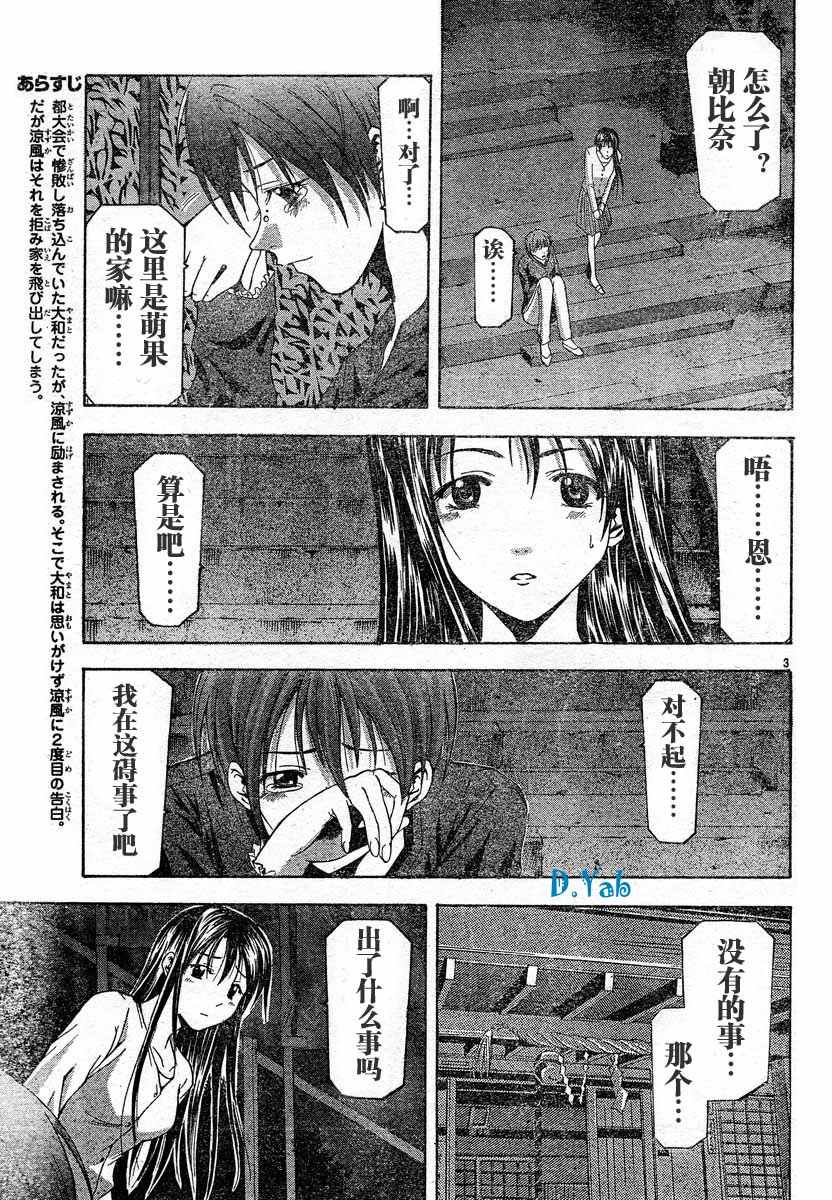 怎么了?
朝比奈
诶
……
啊…对了…
这里是萌果
的家嘛……
あらすじ
都大会で惨敗し落ち込んでいた大和だったが、涼風に励まされる。そこで大和は思いがけず涼風に2度目の告白。
だが涼風はそれを拒み家を飛び出してしまう。
唔……恩
算是吧……
3
对不起……
我在这碍事了吧
D.Yab
没有的事…
那个…
出了什么事吗